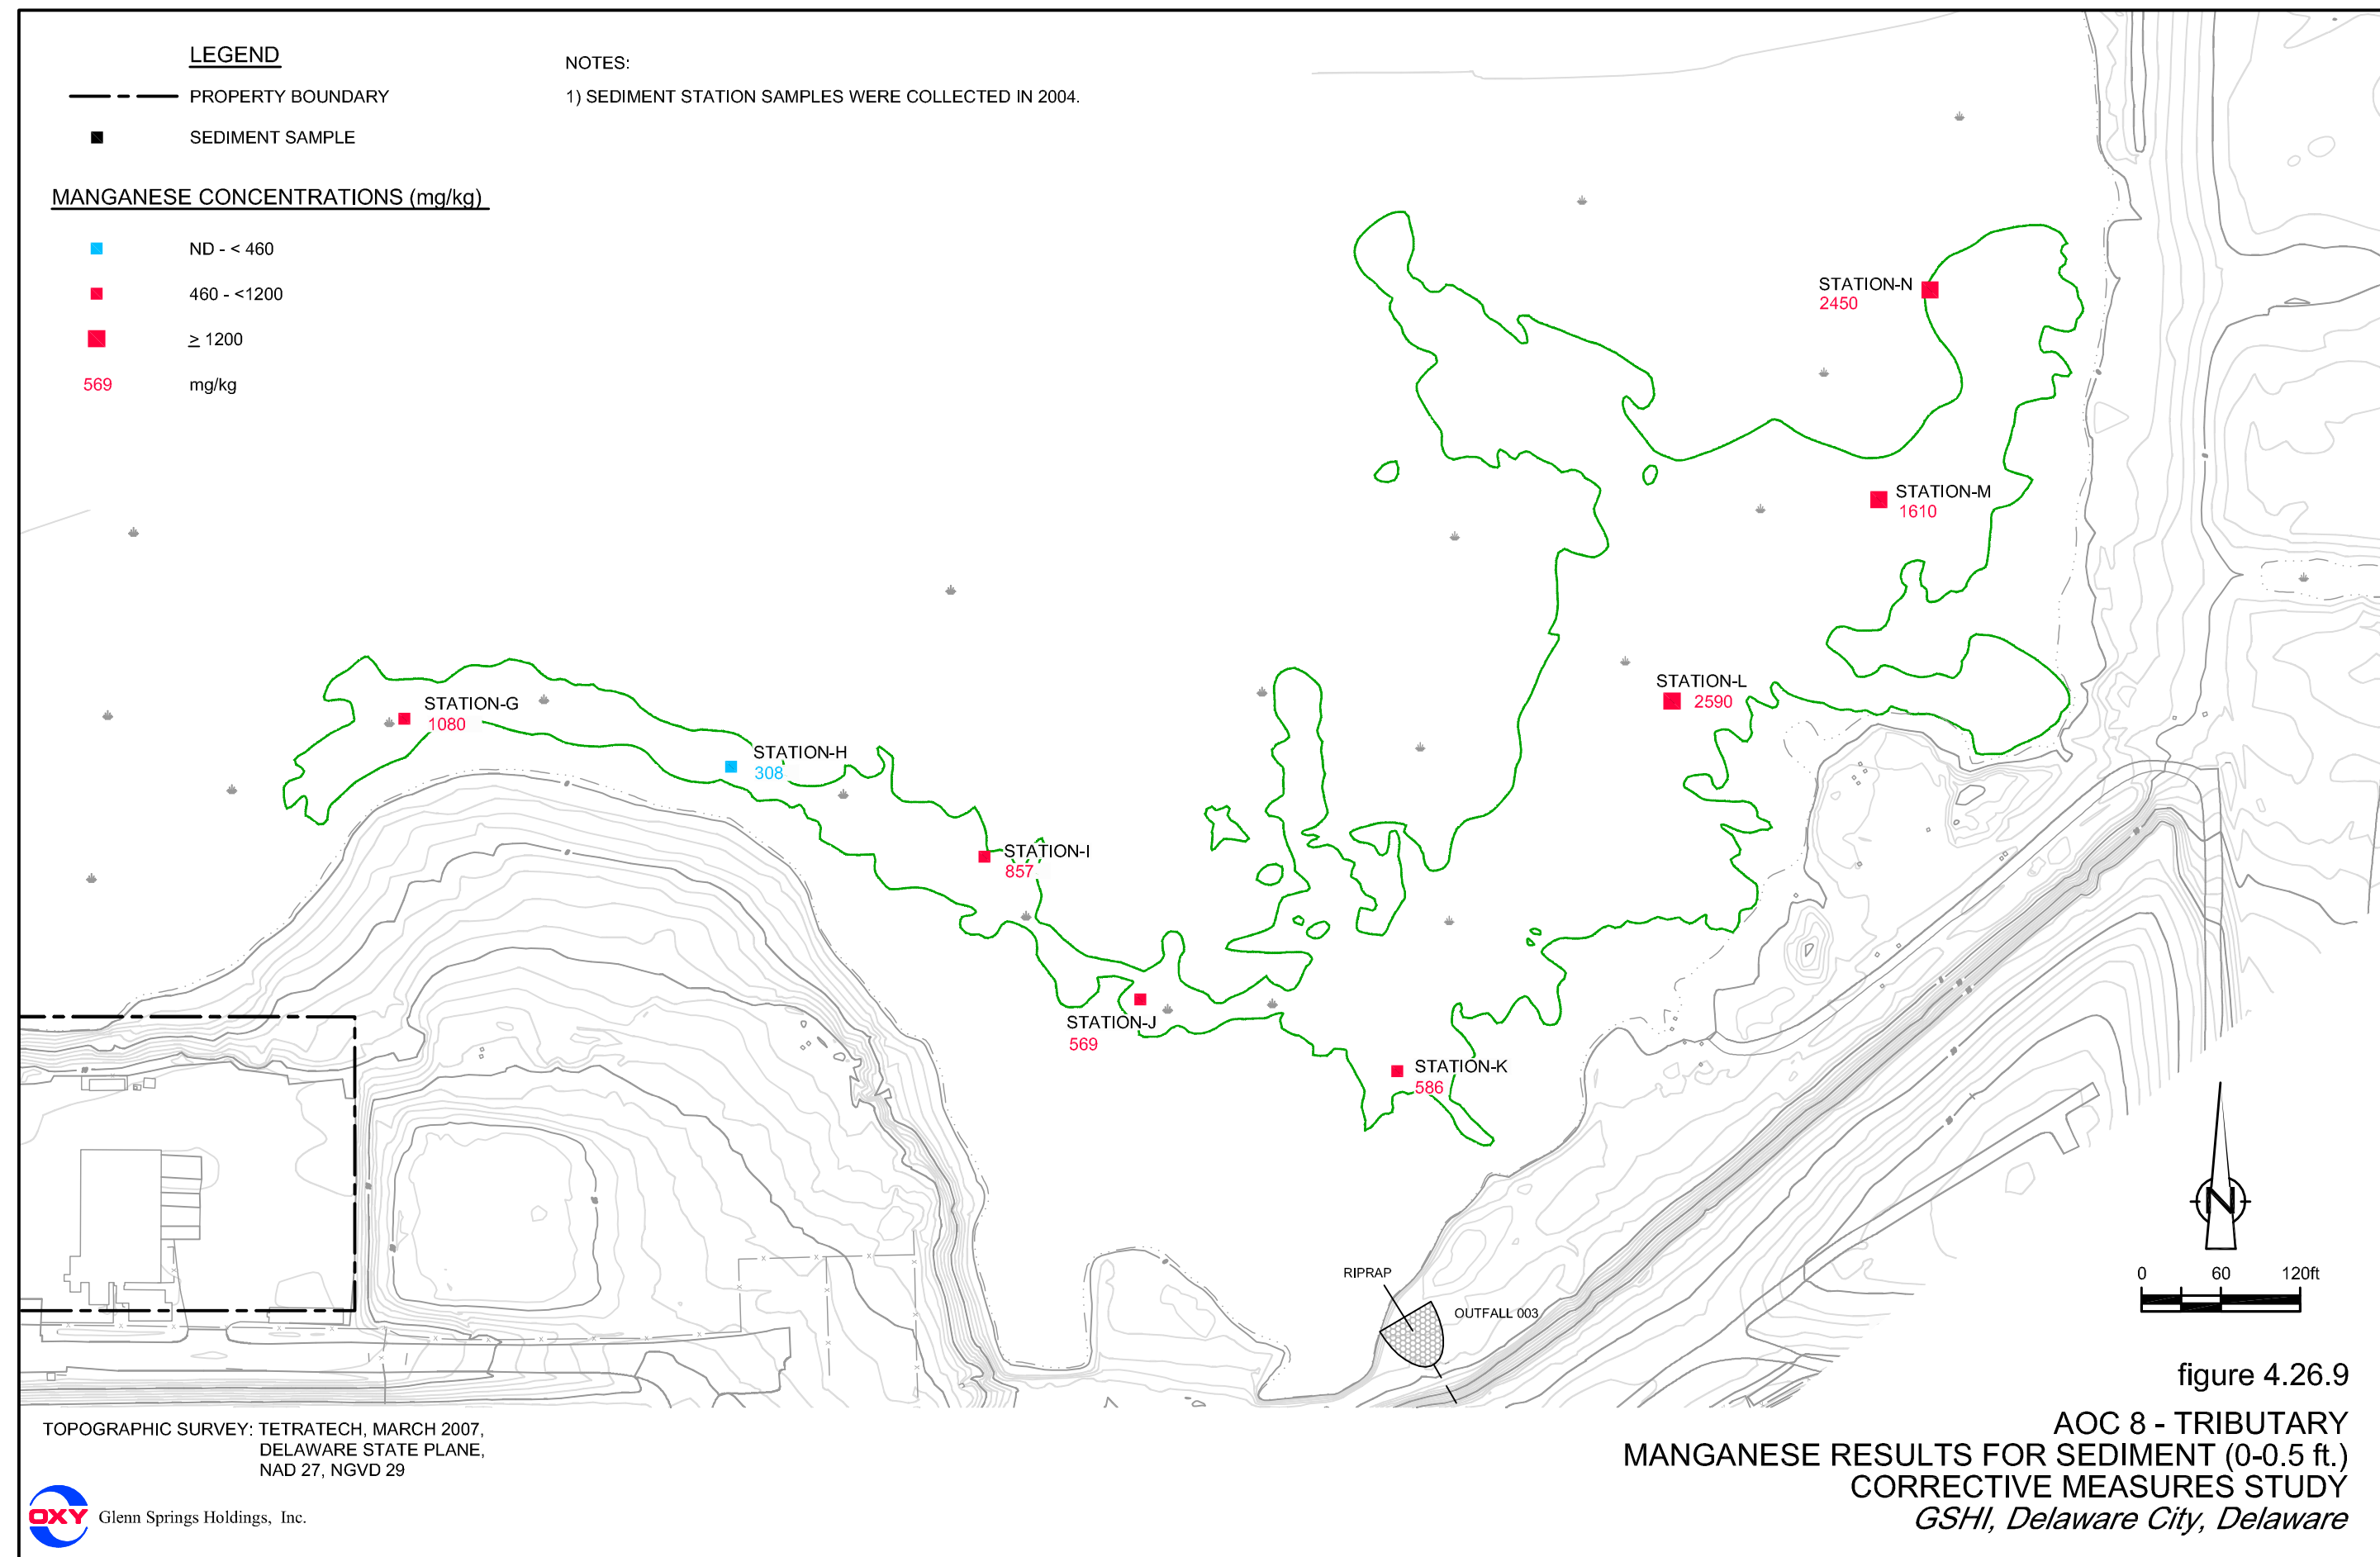 LEGEND
PROPERTY BOUNDARY
SEDIMENT SAMPLE
MANGANESE CONCENTRATIONS (mg/kg)
ND - < 460
460 - <1200
≥ 1200
569 mg/kg
NOTES:
1) SEDIMENT STATION SAMPLES WERE COLLECTED IN 2004.
STATION-N
2450
STATION-M
1610
STATION-L
2590
STATION-G
1080
STATION-H
308
STATION-I
857
STATION-J
569
STATION-K
586
RIPRAP
OUTFALL 003
N
0 60 120ft
figure 4.26.9
AOC 8 - TRIBUTARY
MANGANESE RESULTS FOR SEDIMENT (0-0.5 ft.)
CORRECTIVE MEASURES STUDY
GSHI, Delaware City, Delaware
TOPOGRAPHIC SURVEY: TETRATECH, MARCH 2007,
DELAWARE STATE PLANE,
NAD 27, NGVD 29
OXY Glenn Springs Holdings, Inc.